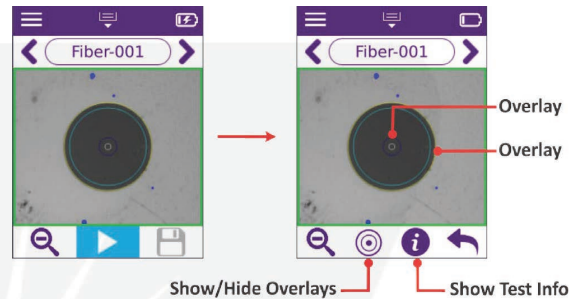 Fiber-001
Fiber-001
Overlay
Overlay
Show/Hide Overlays
Show Test Info